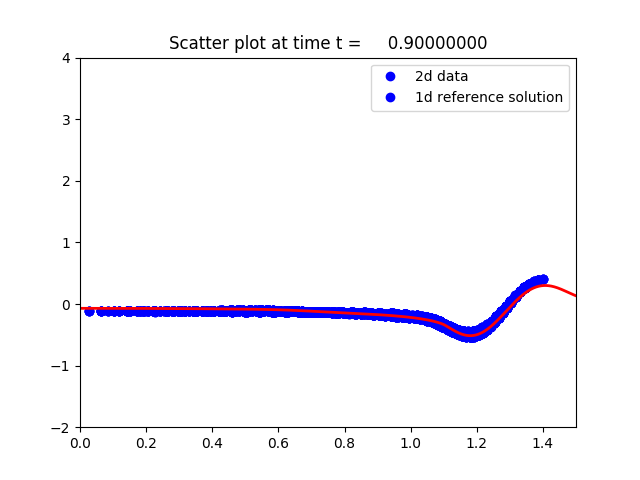 Scatter plot at time t =     0.90000000
2d data
1d reference solution
4
3
2
1
0
−1
−2
0.0 0.2 0.4 0.6 0.8 1.0 1.2 1.4